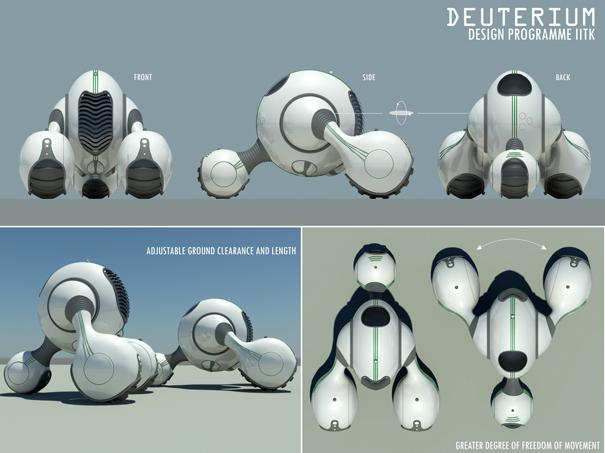 DEUTERIUM
DESIGN PROGRAMME IITK
FRONT
SIDE
BACK
ADJUSTABLE GROUND CLEARANCE AND LENGTH
GREATER DEGREE OF FREEDOM OF MOVEMENT